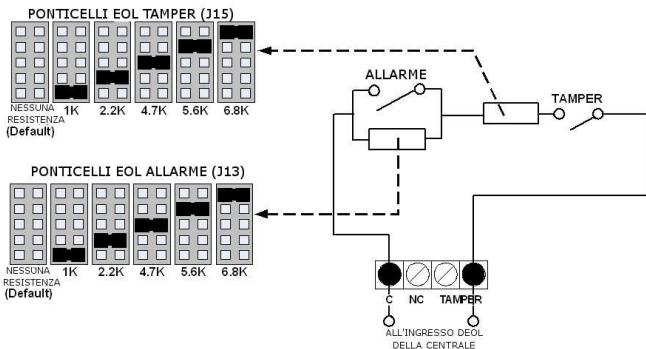 PONTICELLI EOL TAMPER (J15)
NESSUNA
RESISTENZA
(Default)
1K 2.2K 4.7K 5.6K 6.8K
ALLARME
TAMPER
PONTICELLI EOL ALLARME (J13)
NESSUNA
RESISTENZA
(Default)
1K 2.2K 4.7K 5.6K 6.8K
C NC TAMPER
ALL'INGRESSO DEOL
DELLA CENTRALE